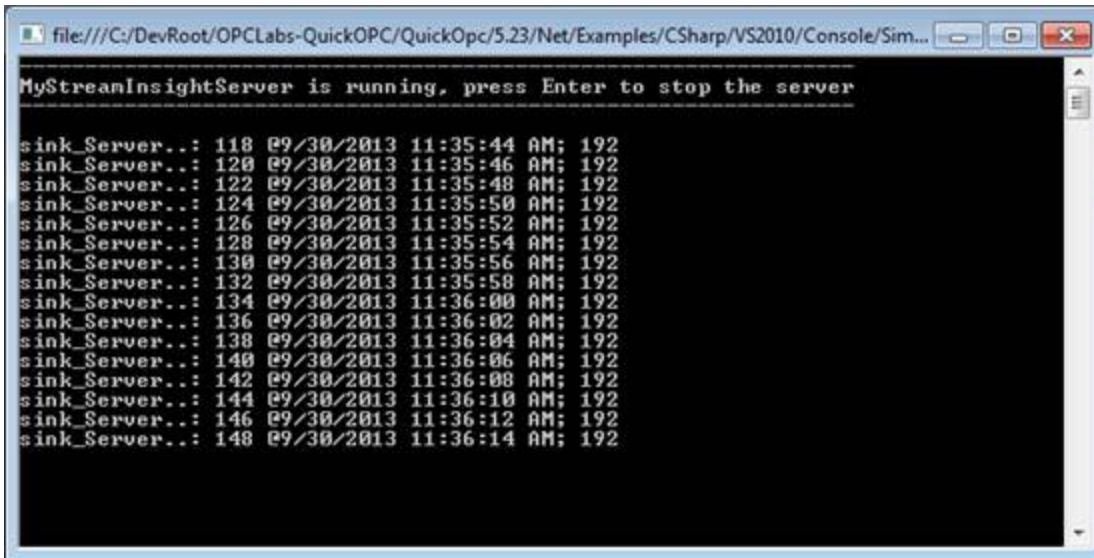 file:///C:/DevRoot/OPCLabs-QuickOPC/QuickOpc/5.23/Net/Examples/CSharp/VS2010/Console/Sim...
MyStreamInsightServer is running, press Enter to stop the server
sink_Server..: 118 @9/30/2013 11:35:44 AM; 192
sink_Server..: 120 @9/30/2013 11:35:46 AM; 192
sink_Server..: 122 @9/30/2013 11:35:48 AM; 192
sink_Server..: 124 @9/30/2013 11:35:50 AM; 192
sink_Server..: 126 @9/30/2013 11:35:52 AM; 192
sink_Server..: 128 @9/30/2013 11:35:54 AM; 192
sink_Server..: 130 @9/30/2013 11:35:56 AM; 192
sink_Server..: 132 @9/30/2013 11:35:58 AM; 192
sink_Server..: 134 @9/30/2013 11:36:00 AM; 192
sink_Server..: 136 @9/30/2013 11:36:02 AM; 192
sink_Server..: 138 @9/30/2013 11:36:04 AM; 192
sink_Server..: 140 @9/30/2013 11:36:06 AM; 192
sink_Server..: 142 @9/30/2013 11:36:08 AM; 192
sink_Server..: 144 @9/30/2013 11:36:10 AM; 192
sink_Server..: 146 @9/30/2013 11:36:12 AM; 192
sink_Server..: 148 @9/30/2013 11:36:14 AM; 192